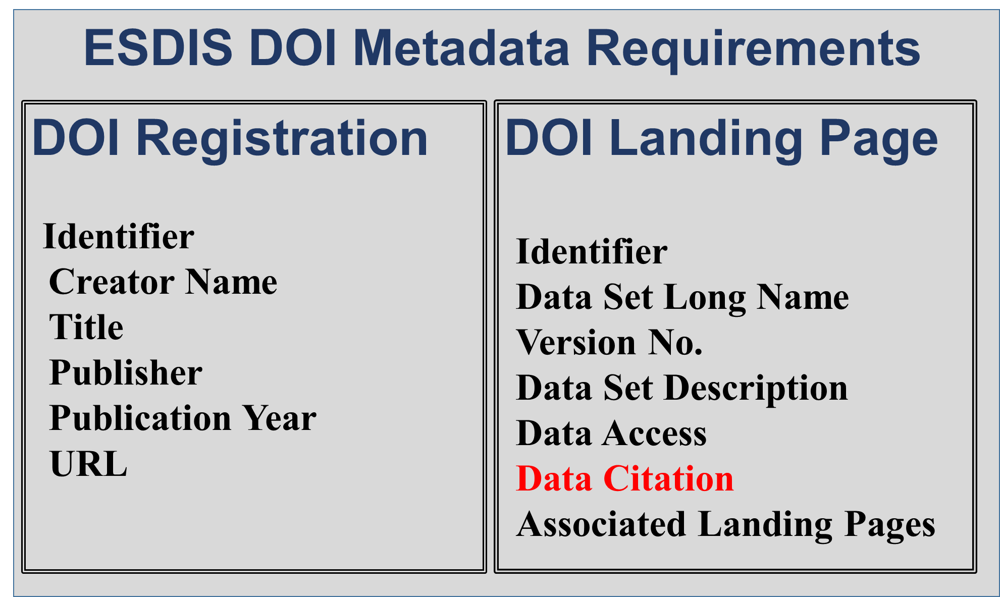 ESDIS DOI Metadata Requirements
DOI Registration
Identifier
Creator Name
Title
Publisher
Publication Year
URL
DOI Landing Page
Identifier
Data Set Long Name
Version No.
Data Set Description
Data Access
Data Citation
Associated Landing Pages